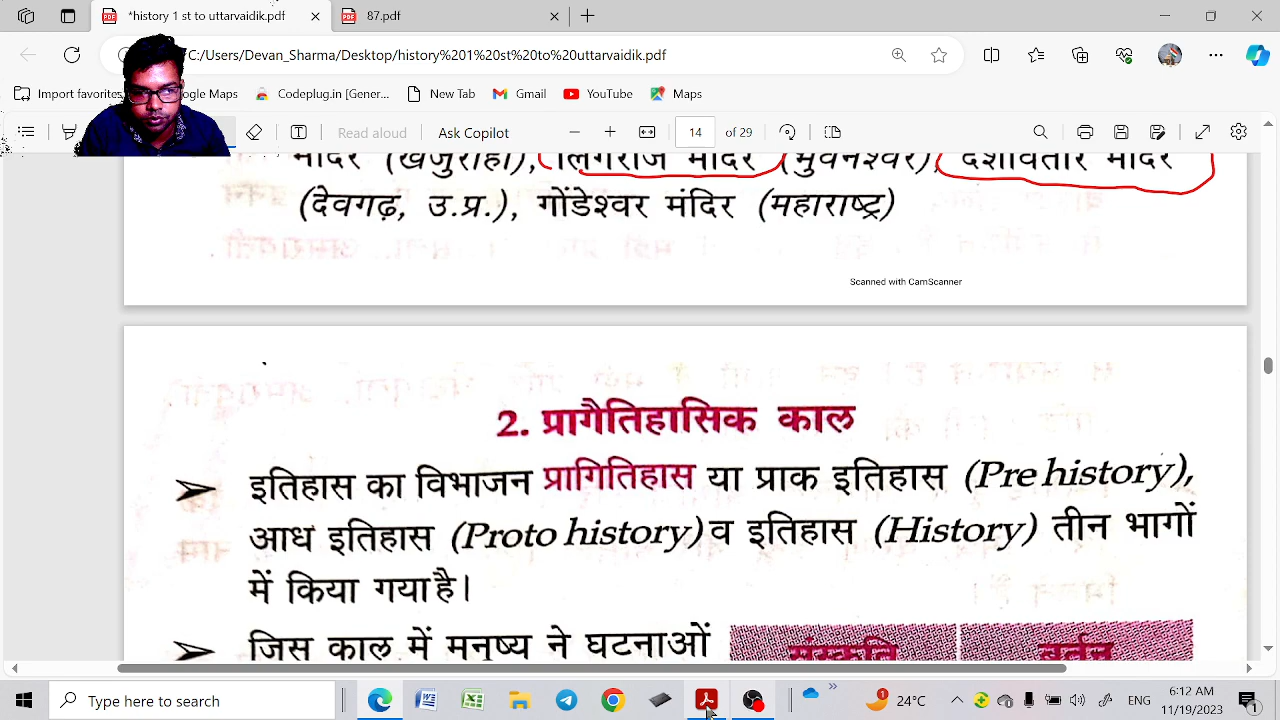 *history 1 st to uttarvaidik.pdf
87.pdf
C:/Users/Devan_Sharma/Desktop/history%201%20st%20to%20uttarvaidik.pdf
Import favorites
Google Maps
Codeplug.in [Gener...
New Tab
Gmail
YouTube
Maps
Read aloud
Ask Copilot
14 of 29
मंदिर (खजुराहो), लिंगराज मंदिर (भुवनेश्वर), दशावतार मंदिर
(देवगढ़, उ.प्र.), गोंडेश्वर मंदिर (महाराष्ट्र)
Scanned with CamScanner
2. प्रागैतिहासिक काल
इतिहास का विभाजन प्रागितिहास या प्राक इतिहास (Pre history),
आध इतिहास (Proto history) व इतिहास (History) तीन भागों
में किया गया है।
जिस काल में मनुष्य ने घटनाओं
Type here to search
24°C
ENG
6:12 AM
11/19/2023
1